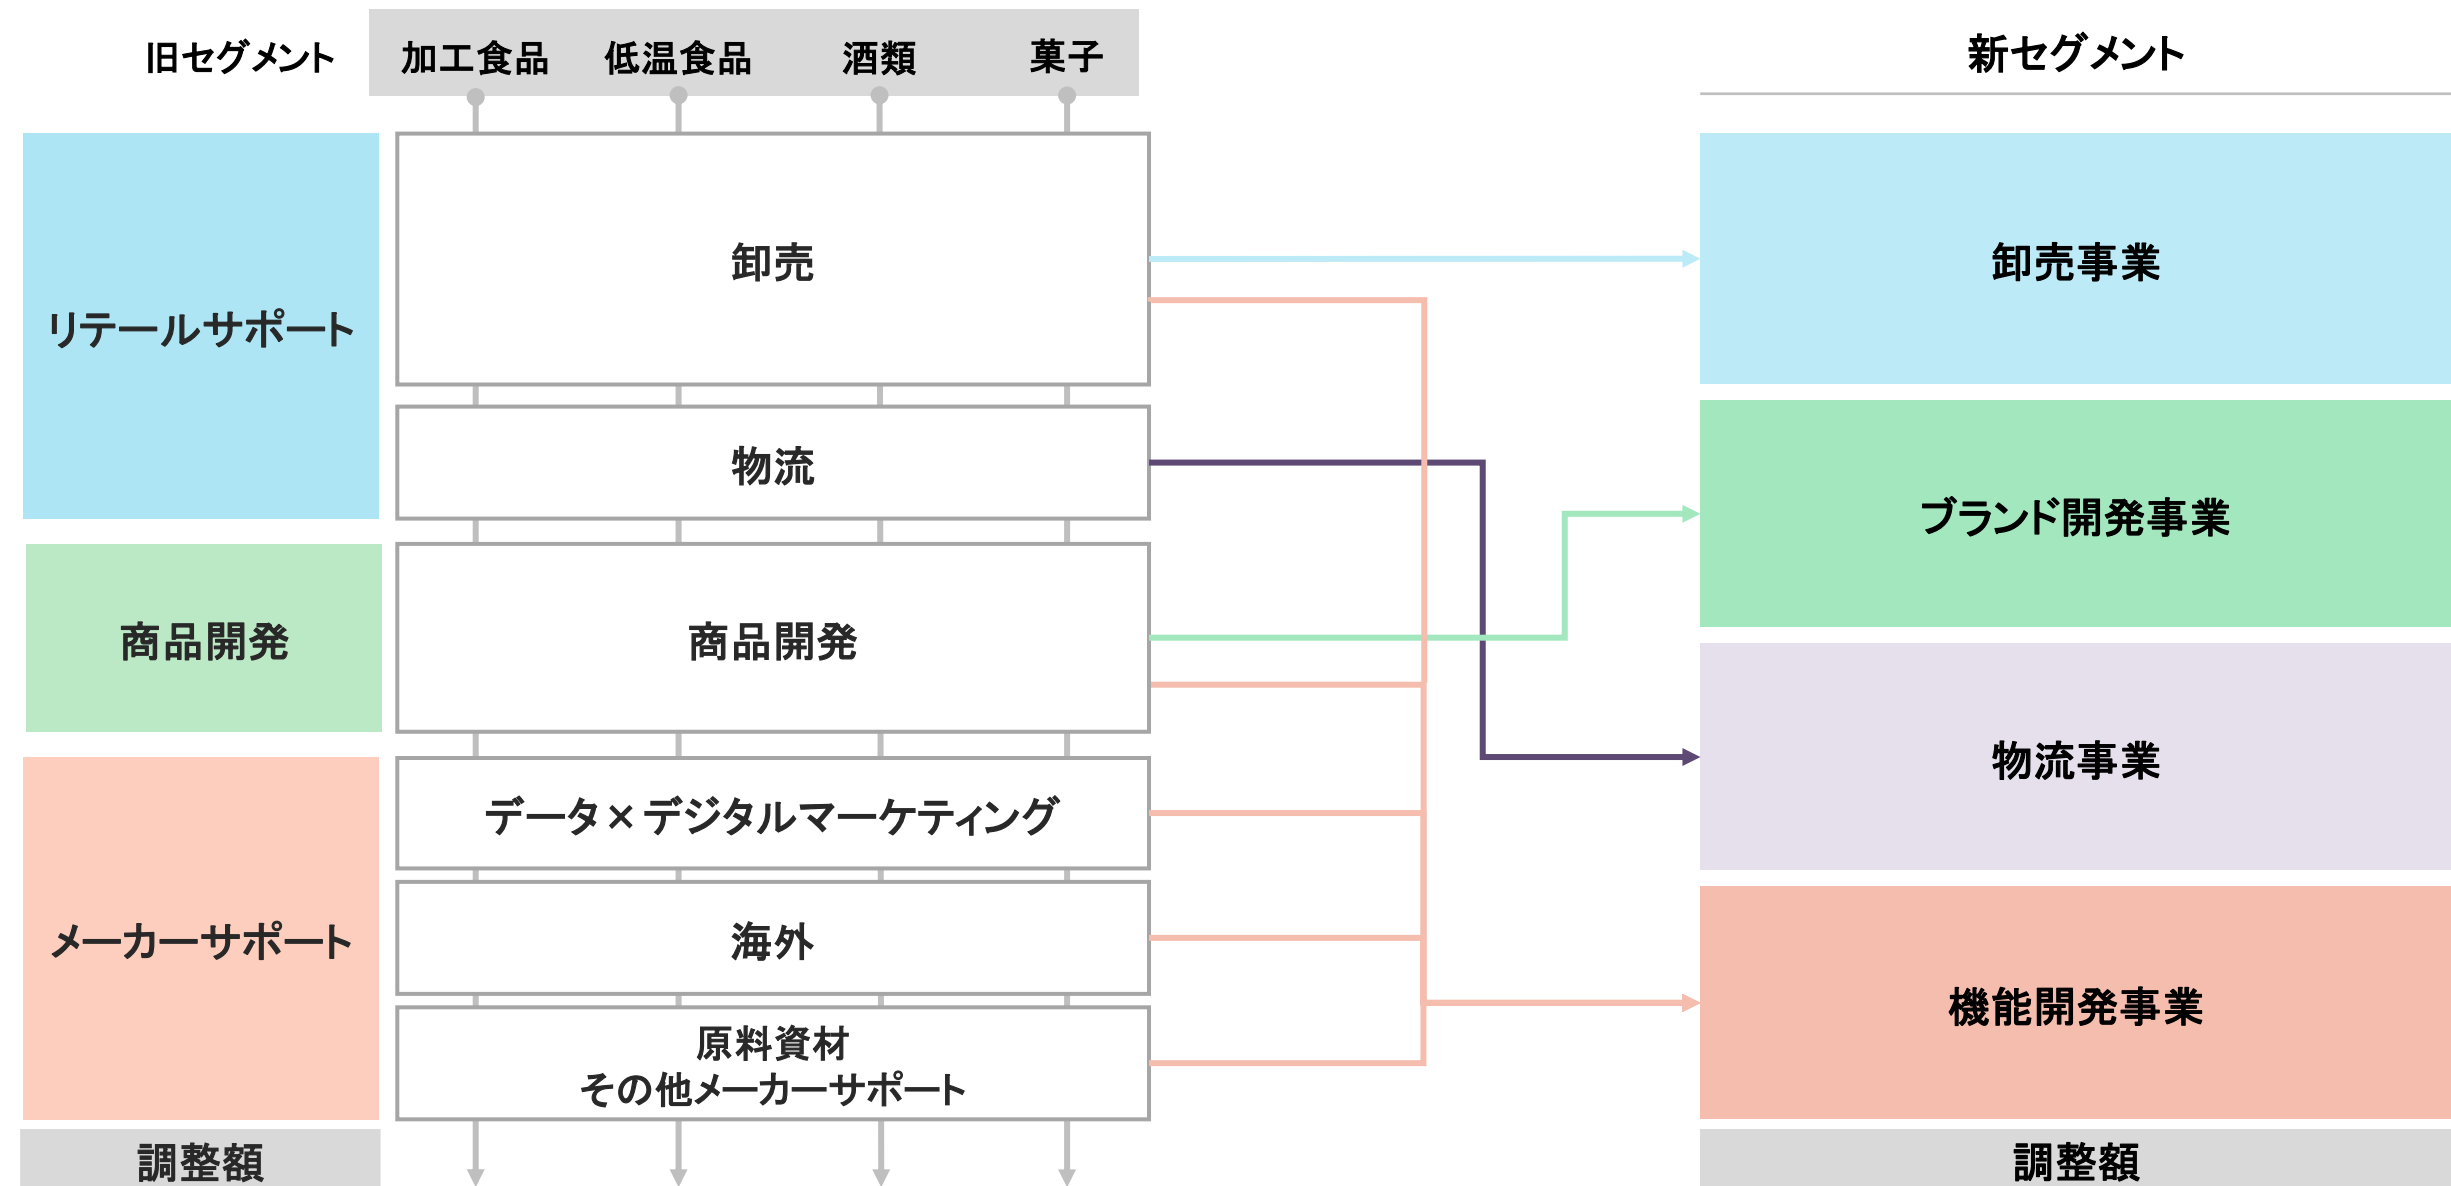 旧セグメント
加工食品
低温食品
酒類
菓子
新セグメント
リテールサポート
卸売
卸売事業
物流
ブランド開発事業
商品開発
商品開発
物流事業
メーカーサポート
データ×デジタルマーケティング
海外
機能開発事業
原料資材
その他メーカーサポート
調整額
調整額